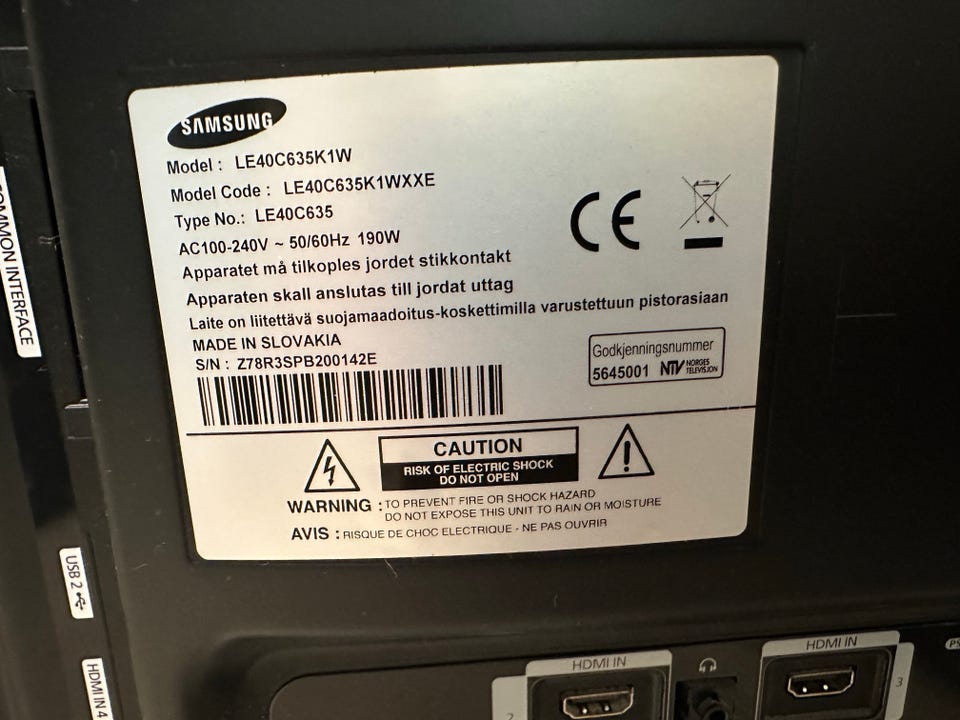 SAMSUNG
Model : LE40C635K1W
Model Code : LE40C635K1WXXE
Type No.: LE40C635
AC100-240V ~ 50/60Hz 190W
Apparatet må tilkoples jordet stikkontakt
Apparaten skall anslutas till jordat uttag
Laite on liitettävä suojamaadoitus-koskettimilla varustettuun pistorasiaan
MADE IN SLOVAKIA
S/N : Z78R3SPB200142E
CE
Godkjenningsnummer
5645001 NTV NORGES TELEVISJON
CAUTION
RISK OF ELECTRIC SHOCK
DO NOT OPEN
WARNING : TO PREVENT FIRE OR SHOCK HAZARD
DO NOT EXPOSE THIS UNIT TO RAIN OR MOISTURE
AVIS : RISQUE DE CHOC ELECTRIQUE - NE PAS OUVRIR
COMMON INTERFACE
USB 2
HDMI IN 4
HDMI IN
2
HDMI IN
3